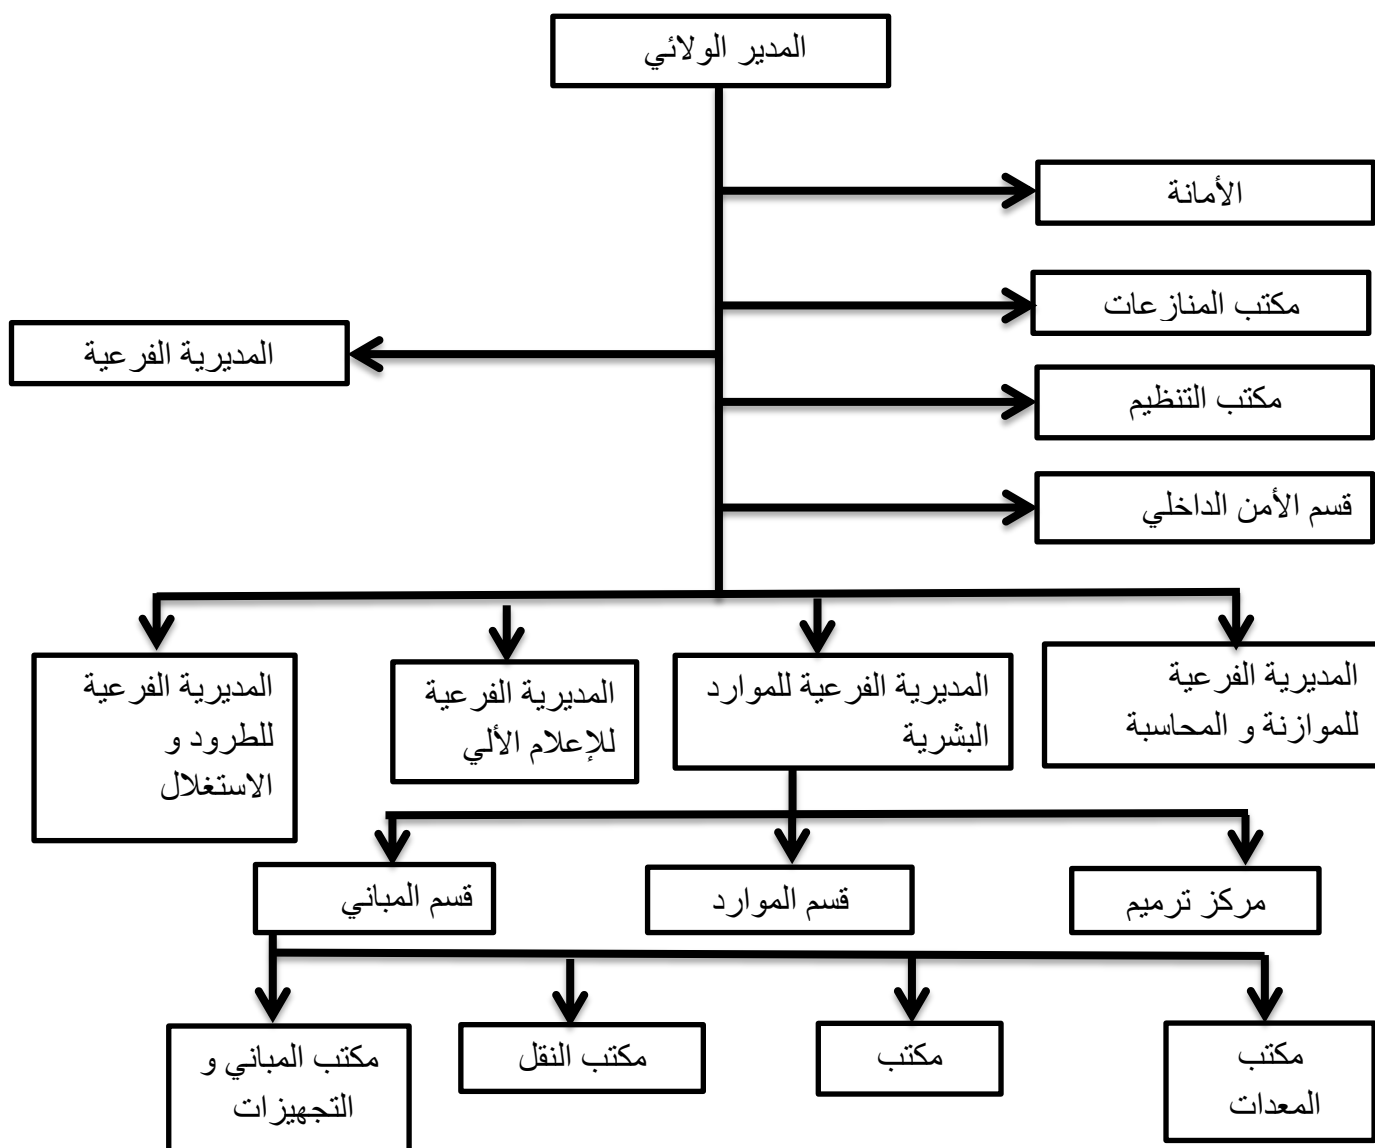 المدير الولائي
الأمانة
مكتب المنازعات
المديرية الفرعية
مكتب التنظيم
قسم الأمن الداخلي
المديرية الفرعية
للموازنة و المحاسبة
المديرية الفرعية للموارد
البشرية
المديرية الفرعية
للإعلام الألي
المديرية الفرعية
للطرود و
الاستغلال
مركز ترميم
قسم الموارد
قسم المباني
مكتب
المعدات
مكتب
مكتب النقل
مكتب المباني و
التجهيزات